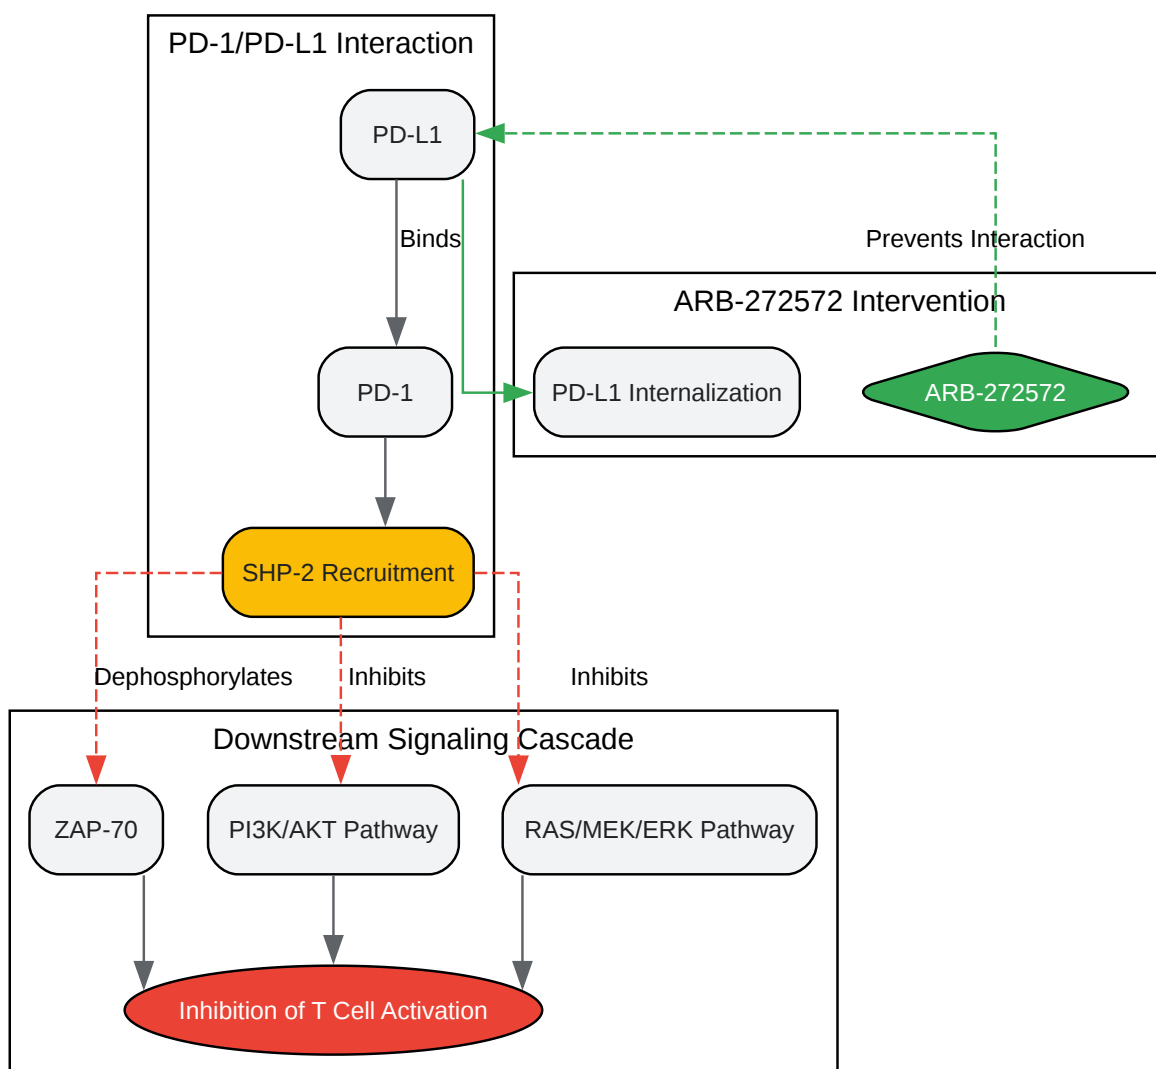 PD-1/PD-L1 Interaction
PD-L1
Binds
Prevents Interaction
ARB-272572 Intervention
PD-1
PD-L1 Internalization
ARB-272572
SHP-2 Recruitment
Dephosphorylates
Inhibits
Inhibits
Downstream Signaling Cascade
ZAP-70
PI3K/AKT Pathway
RAS/MEK/ERK Pathway
Inhibition of T Cell Activation